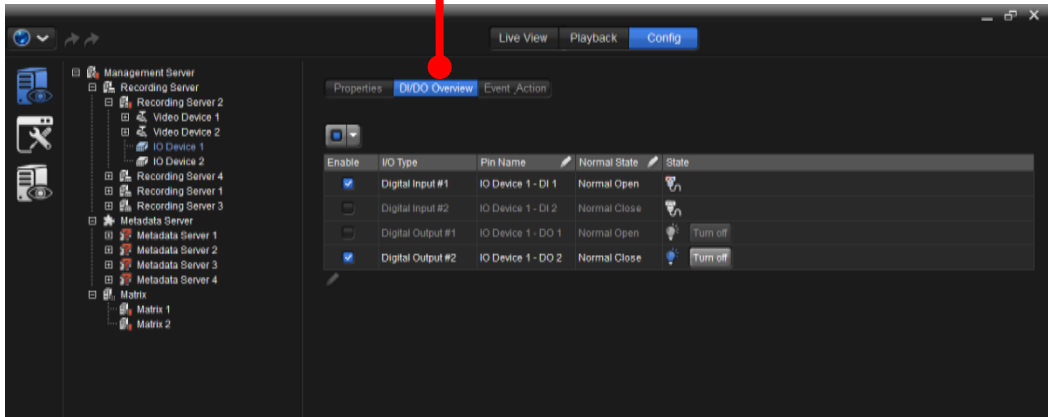 Live View Playback Config
Management Server
Recording Server
Recording Server 2
Video Device 1
Video Device 2
IO Device 1
IO Device 2
Recording Server 4
Recording Server 1
Recording Server 3
Metadata Server
Metadata Server 1
Metadata Server 2
Metadata Server 3
Metadata Server 4
Matrix
Matrix 1
Matrix 2
Properties DI/DO Overview Event_Action
Enable I/O Type Pin Name Normal State State
Digital Input #1 IO Device 1 - DI 1 Normal Open
Digital Input #2 IO Device 1 - DI 2 Normal Close
Digital Output #1 IO Device 1 - DO 1 Normal Open Turn off
Digital Output #2 IO Device 1 - DO 2 Normal Close Turn off